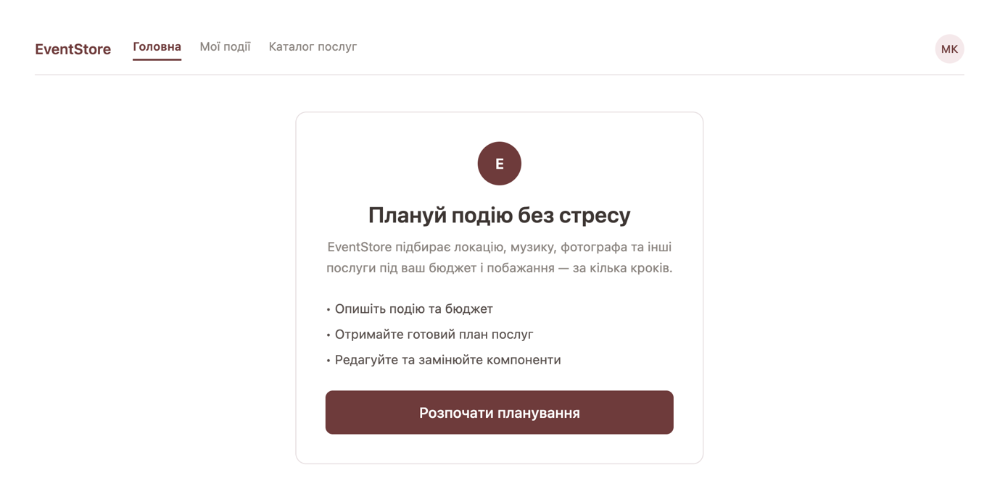 EventStore
Головна
Мої події
Каталог послуг
МК
E
Плануй подію без стресу
EventStore підбирає локацію, музику, фотографа та інші
послуги під ваш бюджет і побажання — за кілька кроків.
• Опишіть подію та бюджет
• Отримайте готовий план послуг
• Редагуйте та замінюйте компоненти
Розпочати планування